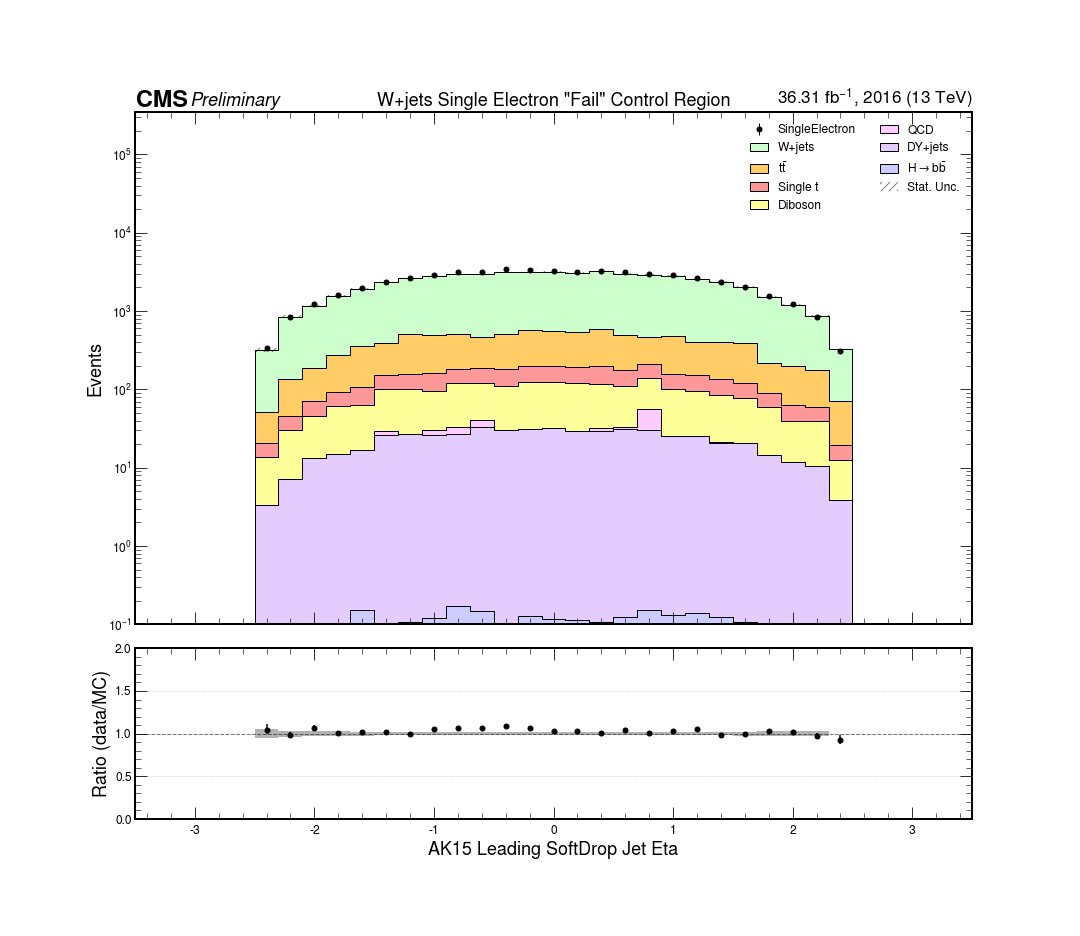 CMS Preliminary W+jets Single Electron "Fail" Control Region 36.31 fb⁻¹, 2016 (13 TeV)
SingleElectron QCD
W+jets DY+jets
tt̄ H→bb̄
Single t Stat. Unc.
Diboson
10⁵
10⁴
10³
10²
10¹
10⁰
10⁻¹
Events
2.0
1.5
1.0
0.5
0.0
Ratio (data/MC)
-3 -2 -1 0 1 2 3
AK15 Leading SoftDrop Jet Eta